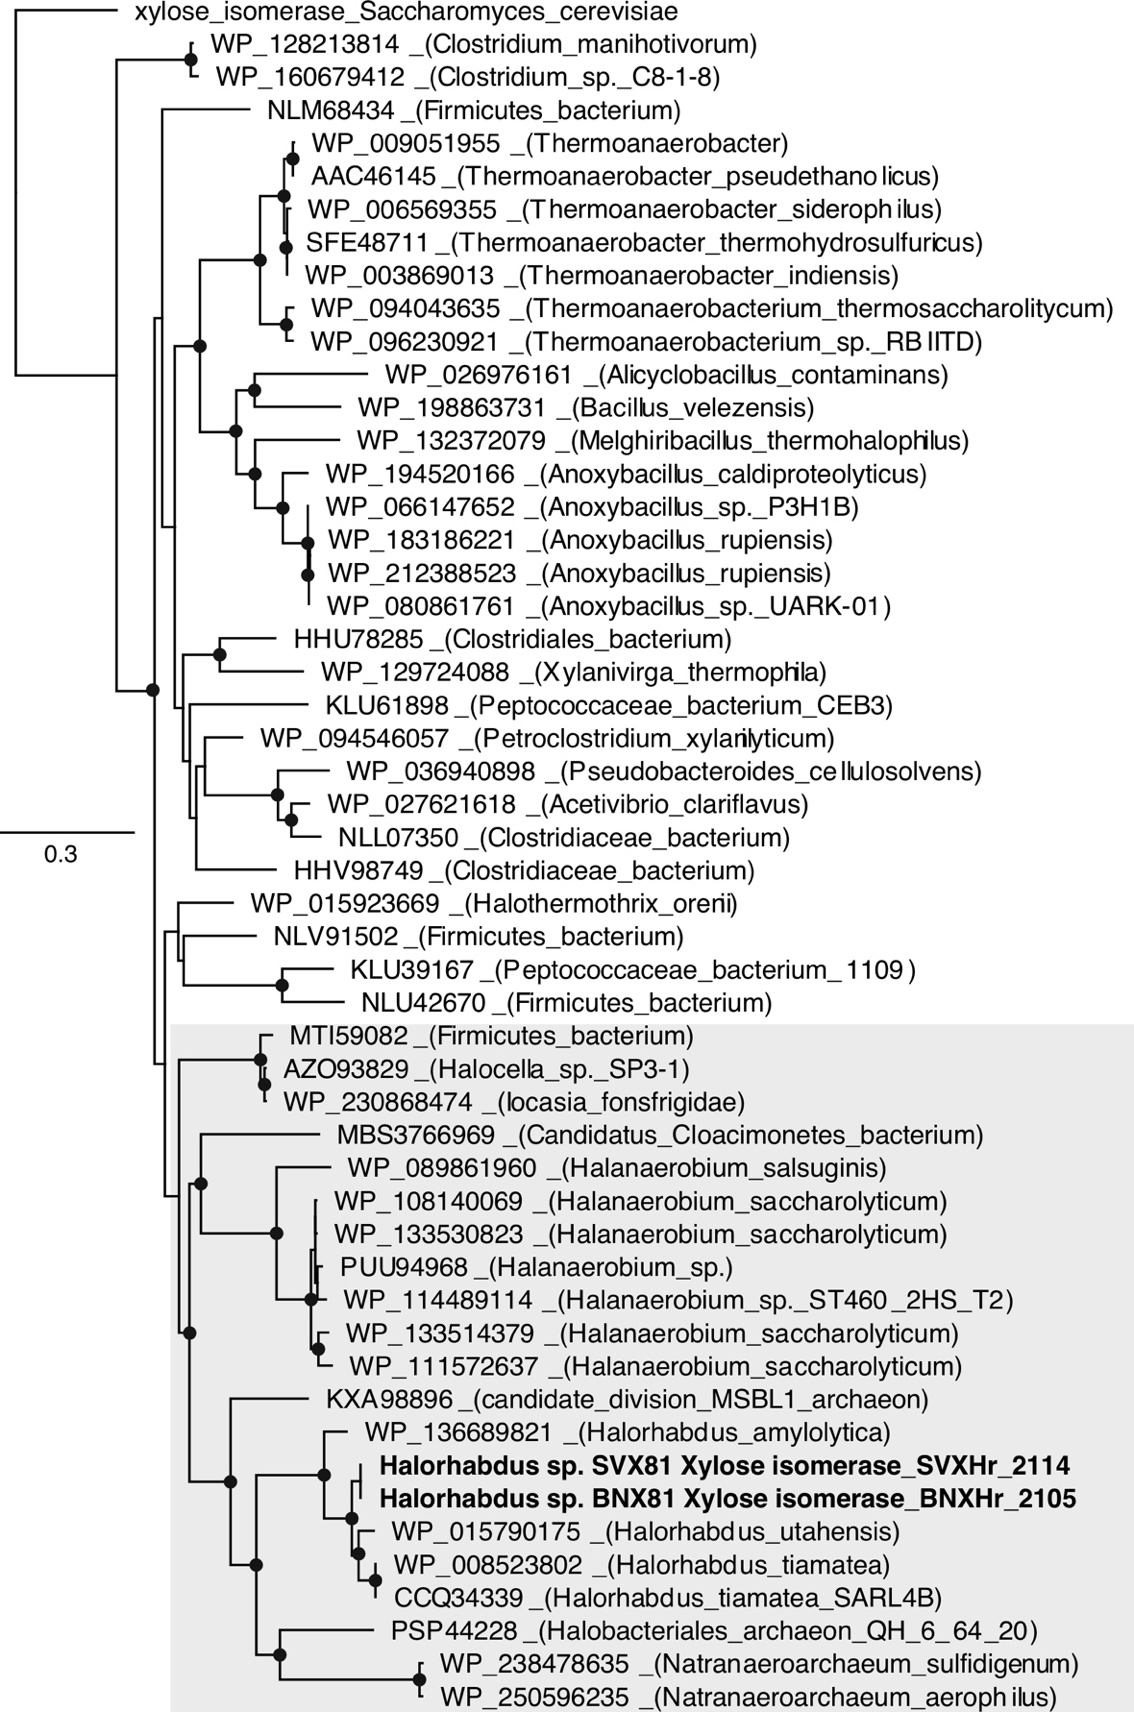 xylose_isomerase_Saccharomyces_cerevisiae
WP_128213814 _(Clostridium_manihotivorum)
WP_160679412 _(Clostridium_sp._C8-1-8)
NLM68434 _(Firmicutes_bacterium)
WP_009051955 _(Thermoanaerobacter)
AAC46145 _(Thermoanaerobacter_pseudethanolicus)
WP_006569355 _(Thermoanaerobacter_siderophilus)
SFE48711 _(Thermoanaerobacter_thermohydrosulfuricus)
WP_003869013 _(Thermoanaerobacter_indiensis)
WP_094043635 _(Thermoanaerobacterium_thermosaccharolitycum)
WP_096230921 _(Thermoanaerobacterium_sp._RBIITD)
WP_026976161 _(Alicyclobacillus_contaminans)
WP_198863731 _(Bacillus_velezensis)
WP_132372079 _(Melghiribacillus_thermohalophilus)
WP_194520166 _(Anoxybacillus_caldiproteolyticus)
WP_066147652 _(Anoxybacillus_sp._P3H1B)
WP_183186221 _(Anoxybacillus_rupiensis)
WP_212388523 _(Anoxybacillus_rupiensis)
WP_080861761 _(Anoxybacillus_sp._UARK-01)
HHU78285 _(Clostridiales_bacterium)
WP_129724088 _(Xylanivirga_thermophila)
KLU61898 _(Peptococcaceae_bacterium_CEB3)
WP_094546057 _(Petroclostridium_xylanilyticum)
WP_036940898 _(Pseudobacteroides_cellulosolvens)
WP_027621618 _(Acetivibrio_clariflavus)
NLL07350 _(Clostridiaceae_bacterium)
0.3
HHV98749 _(Clostridiaceae_bacterium)
WP_015923669 _(Halothermothrix_orenii)
NLV91502 _(Firmicutes_bacterium)
KLU39167 _(Peptococcaceae_bacterium_1109)
NLU42670 _(Firmicutes_bacterium)
MTI59082 _(Firmicutes_bacterium)
AZO93829 _(Halocella_sp._SP3-1)
WP_230868474 _(Iocasia_fonsfrigidae)
MBS3766969 _(Candidatus_Cloacimonetes_bacterium)
WP_089861960 _(Halanaerobium_salsuginis)
WP_108140069 _(Halanaerobium_saccharolyticum)
WP_133530823 _(Halanaerobium_saccharolyticum)
PUU94968 _(Halanaerobium_sp.)
WP_114489114 _(Halanaerobium_sp._ST460_2HS_T2)
WP_133514379 _(Halanaerobium_saccharolyticum)
WP_111572637 _(Halanaerobium_saccharolyticum)
KXA98896 _(candidate_division_MSBL1_archaeon)
WP_136689821 _(Halorhabdus_amylolytica)
Halorhabdus sp. SVX81 Xylose isomerase_SVXHr_2114
Halorhabdus sp. BNX81 Xylose isomerase_BNXHr_2105
WP_015790175 _(Halorhabdus_utahensis)
WP_008523802 _(Halorhabdus_tiamatea)
CCQ34339 _(Halorhabdus_tiamatea_SARL4B)
PSP44228 _(Halobacteriales_archaeon_QH_6_64_20)
WP_238478635 _(Natranaeroarchaeum_sulfidigenum)
WP_250596235 _(Natranaeroarchaeum_aerophilus)